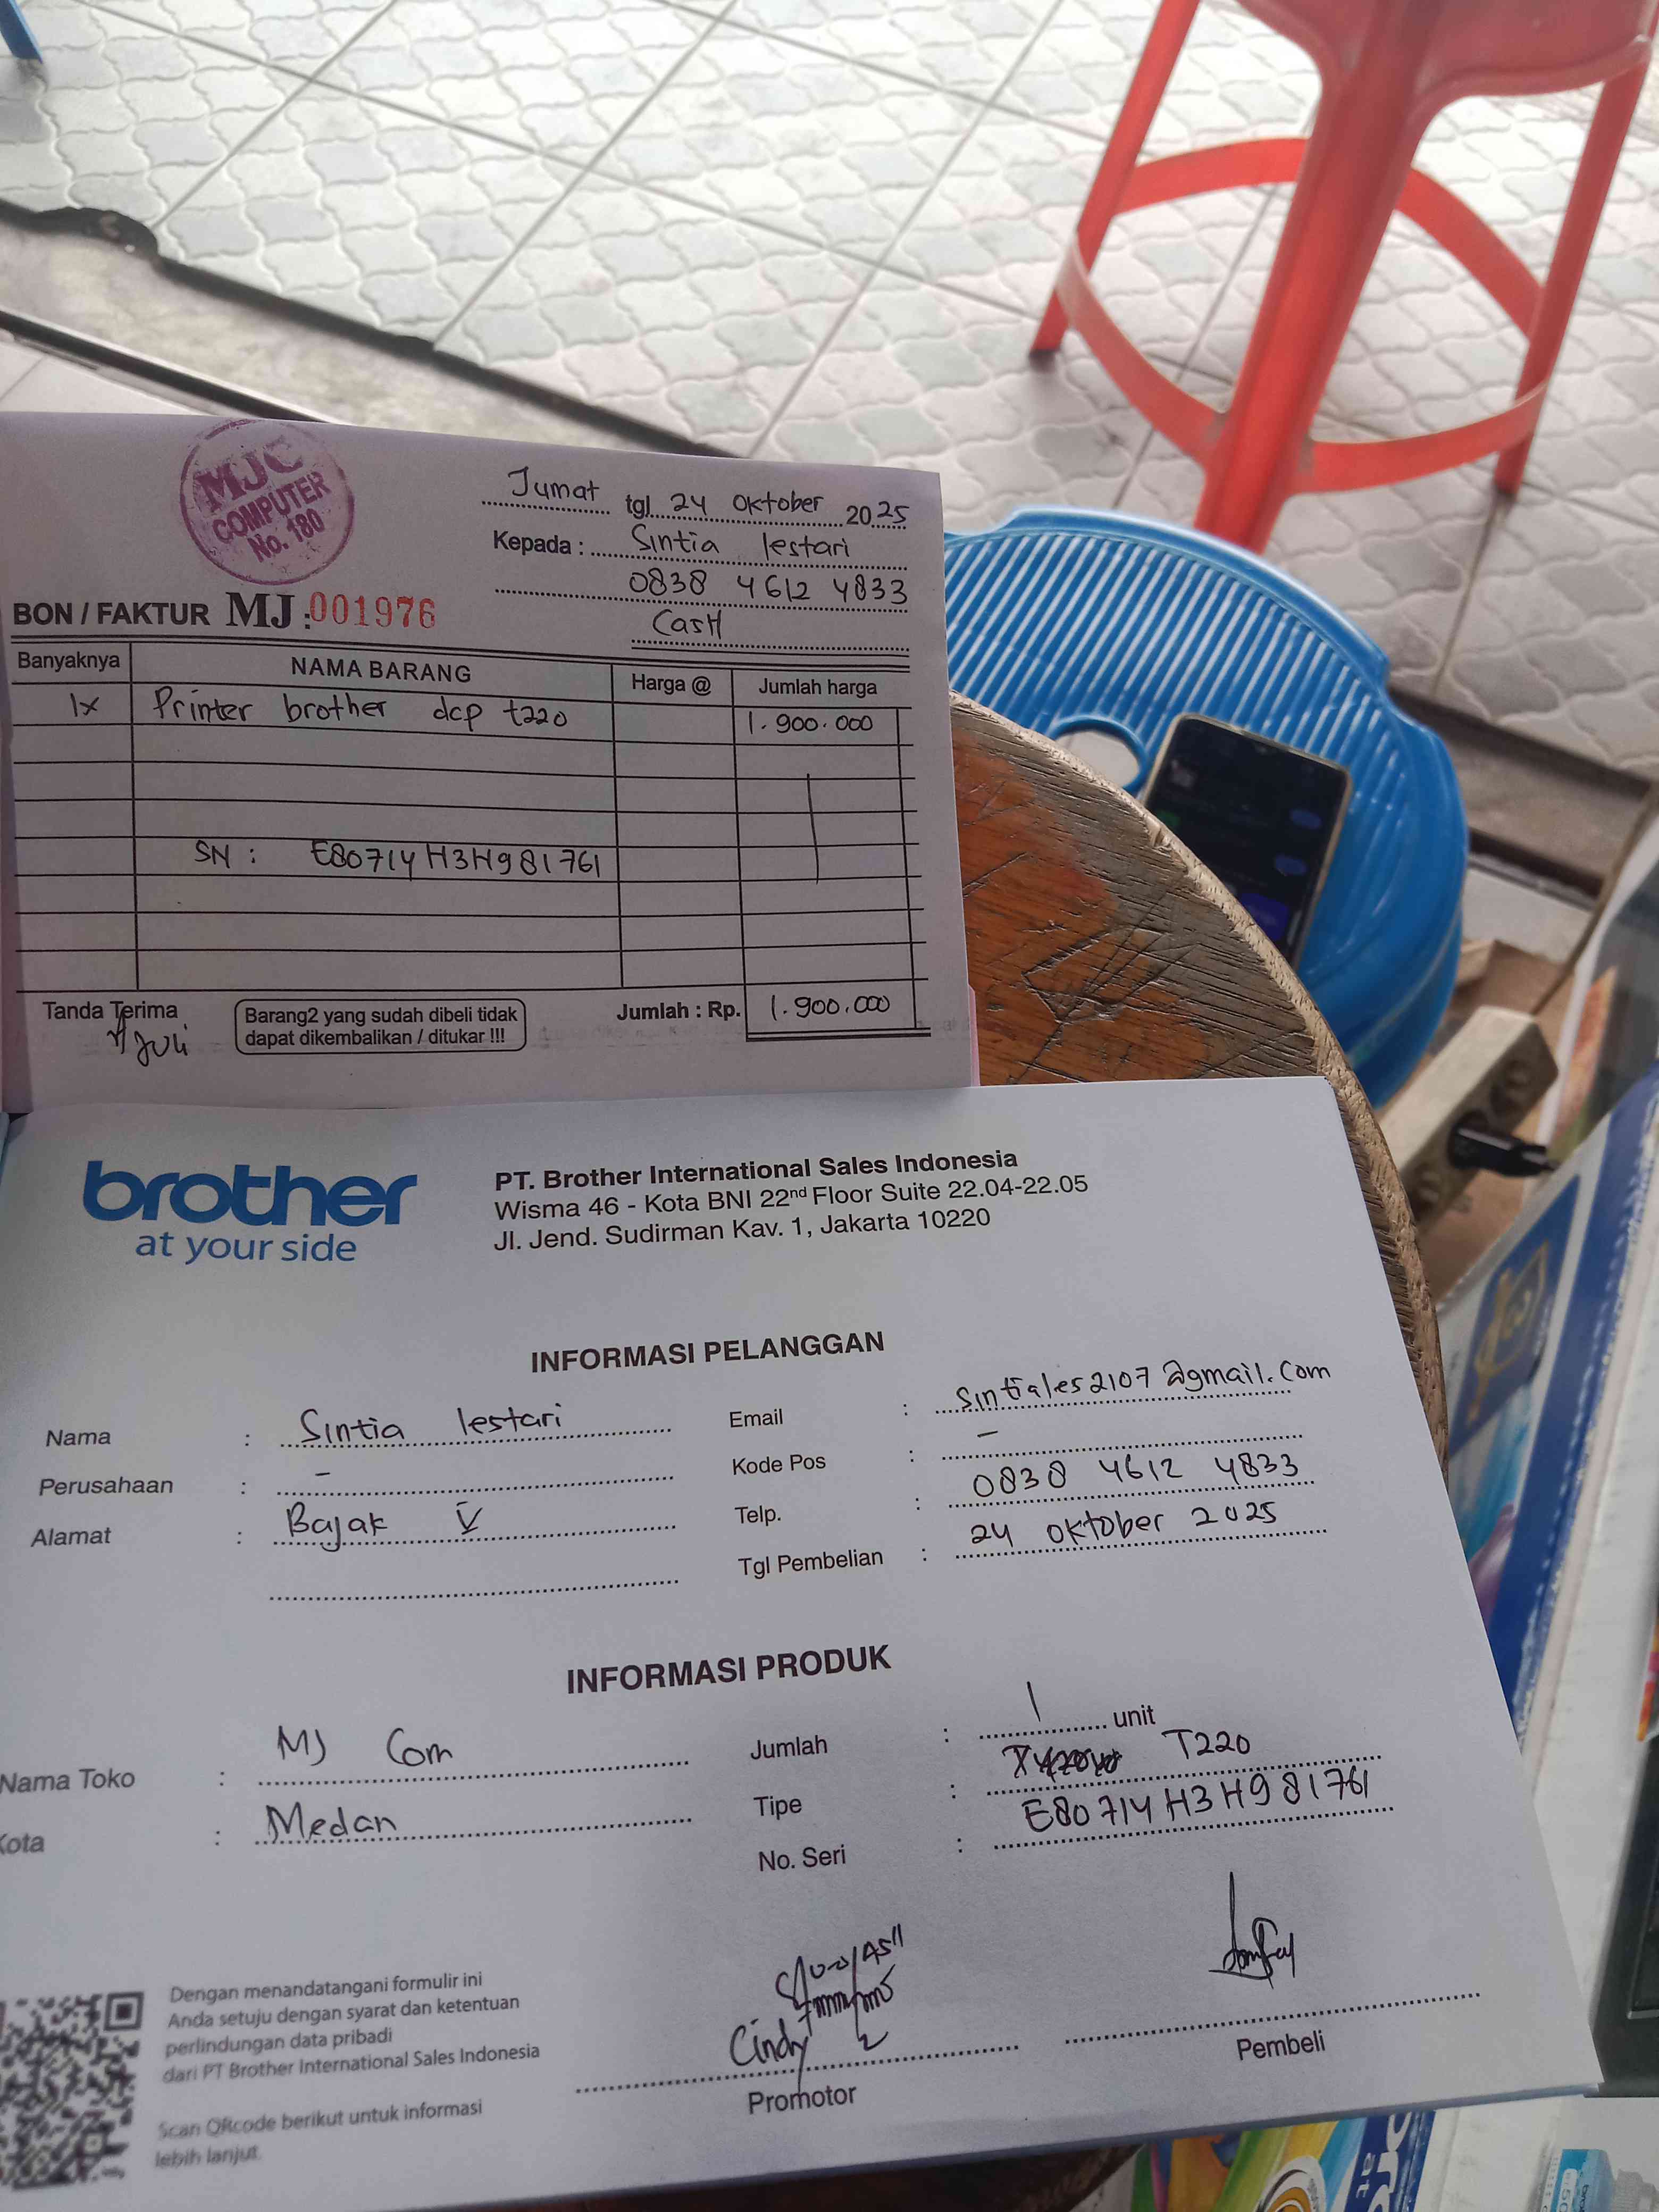 MJC
COMPUTER
No. 180
Jumat tgl. 24 Oktober 2025
Kepada : Sintia lestari
0838 4612 4833
Cash
BON / FAKTUR MJ : 001976
Banyaknya NAMA BARANG Harga @ Jumlah harga
1x Printer brother dcp t220 1.900.000
SN : E80714H3H981761
Tanda Terima Barang2 yang sudah dibeli tidak Jumlah : Rp. 1.900.000
dapat dikembalikan / ditukar !!!
Juli
brother
at your side
PT. Brother International Sales Indonesia
Wisma 46 - Kota BNI 22nd Floor Suite 22.04-22.05
Jl. Jend. Sudirman Kav. 1, Jakarta 10220
INFORMASI PELANGGAN
Nama : Sintia lestari
Perusahaan : -
Alamat : Bajak V
Email : sintiales2107@gmail.com
Kode Pos : -
Telp. : 0838 4612 4833
Tgl Pembelian : 24 oktober 2025
INFORMASI PRODUK
Nama Toko : MJ Com
Kota : Medan
Jumlah : 1 unit
Tipe : T220
No. Seri : E80714H3H981761
Dengan menandatangani formulir ini
Anda setuju dengan syarat dan ketentuan
perlindungan data pribadi
dari PT Brother International Sales Indonesia
Scan QRcode berikut untuk informasi
lebih lanjut.
Cindy
Promotor
Pembeli